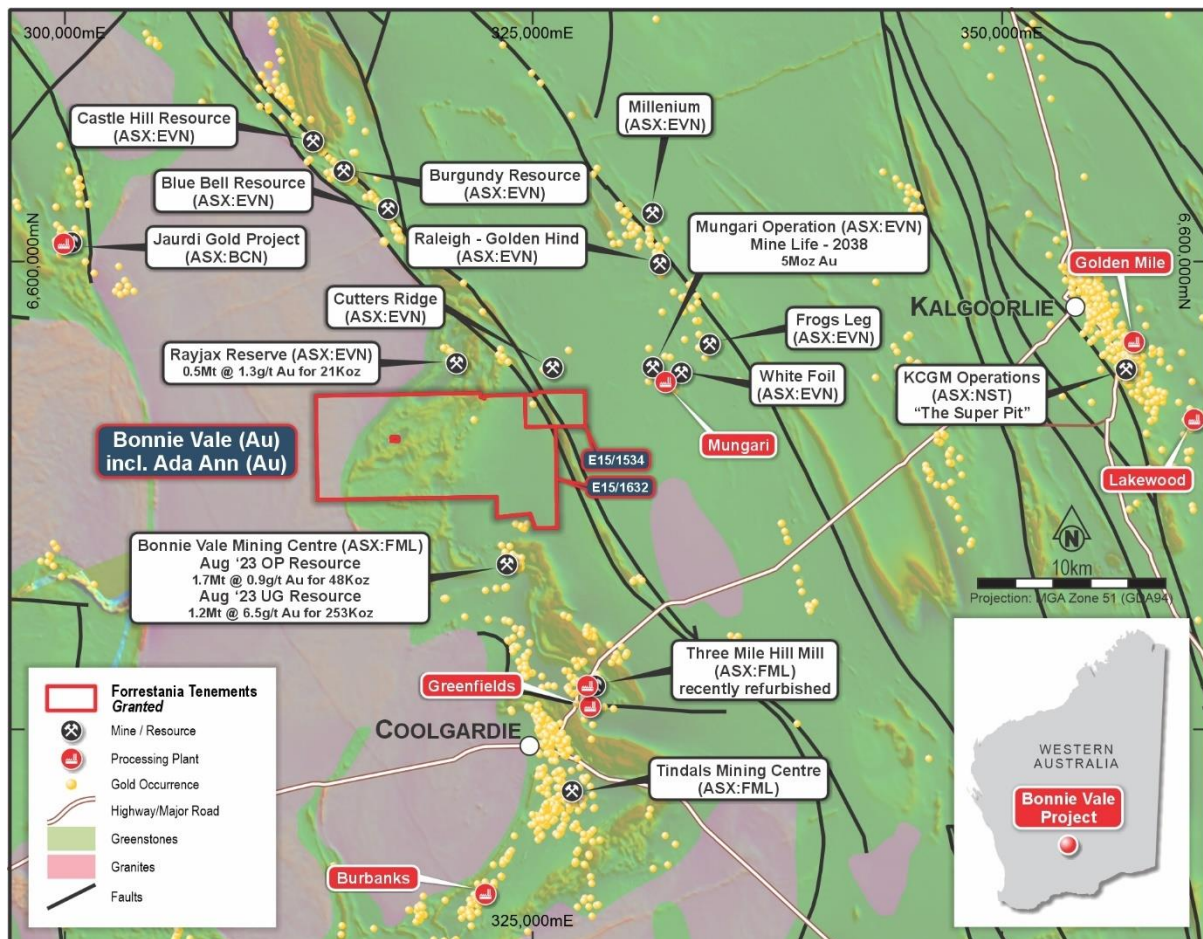 300,000mE
325,000mE
350,000mE
Castle Hill Resource
(ASX:EVN)
Millenium
(ASX:EVN)
Burgundy Resource
(ASX:EVN)
Blue Bell Resource
(ASX:EVN)
Jaurdi Gold Project
(ASX:BCN)
Raleigh - Golden Hind
(ASX:EVN)
Mungari Operation (ASX:EVN)
Mine Life - 2038
5Moz Au
6,600,000mN
6,600,000mN
Golden Mile
KALGOORLIE
Cutters Ridge
(ASX:EVN)
Frogs Leg
(ASX:EVN)
Rayjax Reserve (ASX:EVN)
0.5Mt @ 1.3g/t Au for 21Koz
White Foil
(ASX:EVN)
KCGM Operations
(ASX:NST)
"The Super Pit"
Mungari
Bonnie Vale (Au)
incl. Ada Ann (Au)
E15/1534
E15/1632
Lakewood
Bonnie Vale Mining Centre (ASX:FML)
Aug '23 OP Resource
1.7Mt @ 0.9g/t Au for 48Koz
Aug '23 UG Resource
1.2Mt @ 6.5g/t Au for 253Koz
N
10km
Projection: MGA Zone 51 (GDA94)
Three Mile Hill Mill
(ASX:FML)
recently refurbished
Greenfields
COOLGARDIE
Tindals Mining Centre
(ASX:FML)
Burbanks
325,000mE
Forrestania Tenements
Granted
Mine / Resource
Processing Plant
Gold Occurrence
Highway/Major Road
Greenstones
Granites
Faults
WESTERN
AUSTRALIA
Bonnie Vale
Project